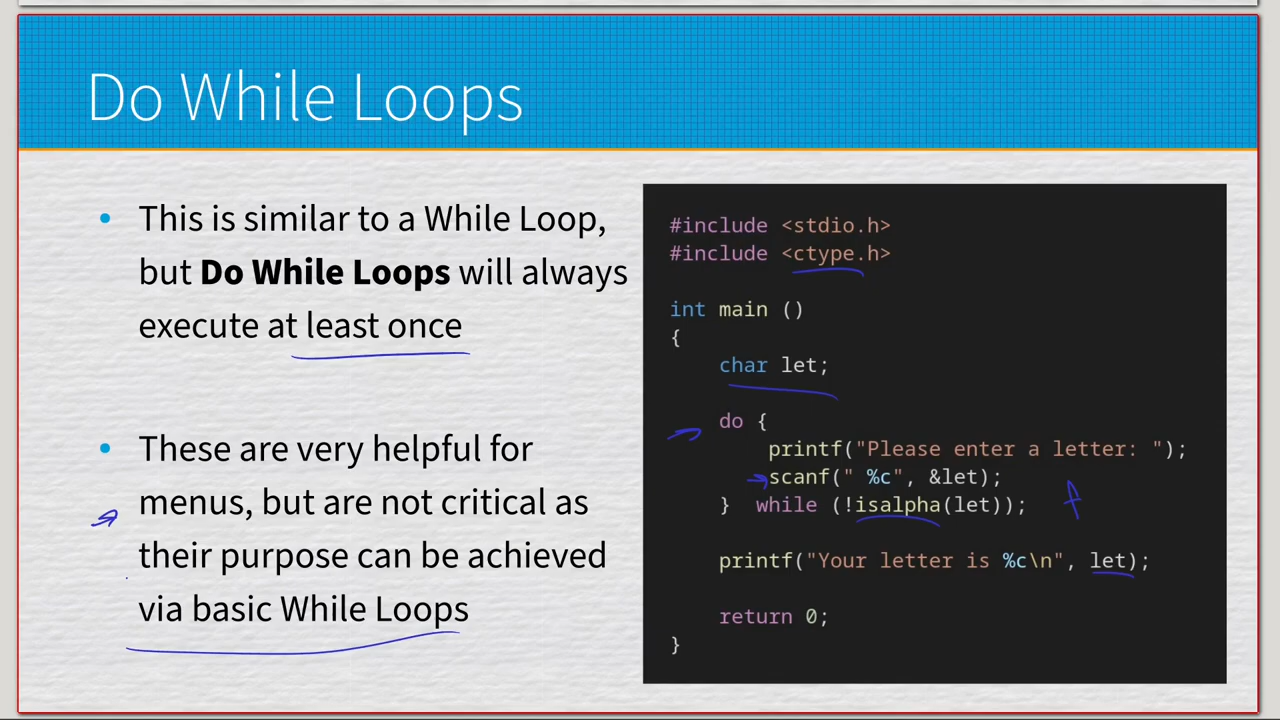 Do While Loops
This is similar to a While Loop,
but Do While Loops will always
execute at least once
These are very helpful for
menus, but are not critical as
their purpose can be achieved
via basic While Loops
#include <stdio.h>
#include <ctype.h>
int main ()
{
    char let;
    do {
        printf("Please enter a letter: ");
        scanf(" %c", &let);
    }  while (!isalpha(let));
    printf("Your letter is %c\n", let);
    return 0;
}